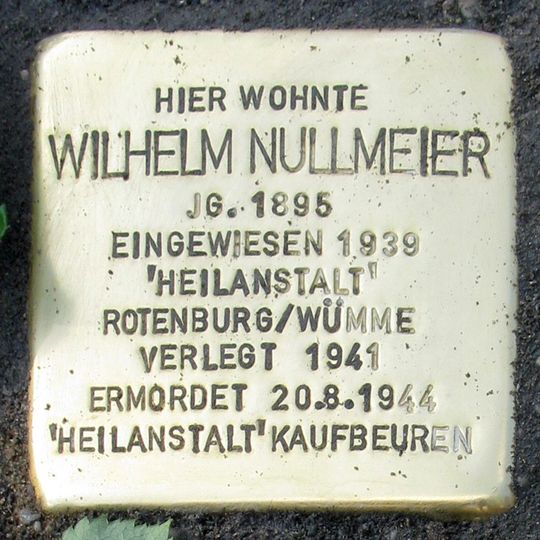 HIER WOHNTE
WILHELM NULLMEIER
JG. 1895
EINGEWIESEN 1939
'HEILANSTALT'
ROTENBURG/WÜMME
VERLEGT 1941
ERMORDET 20.8.1944
'HEILANSTALT' KAUFBEUREN